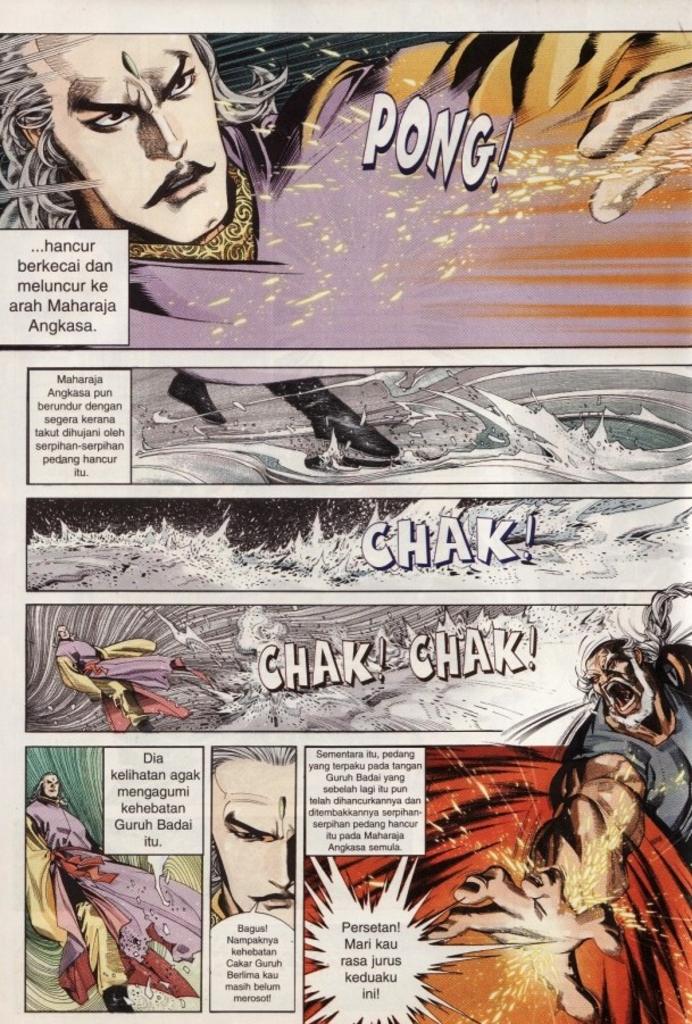 PONG!
...hancur
berkecai dan
meluncur ke
arah Maharaja
Angkasa.
Maharaja
Angkasa pun
berundur dengan
segera kerana
takut dihujani oleh
serpihan-serpihan
pedang hancur
itu.
CHAK!
CHAK! CHAK!
Dia
kelihatan agak
mengagumi
kehebatan
Guruh Badai
itu.
Bagus!
Nampaknya
kehebatan
Cakar Guruh
Berlima kau
masih belum
merosot!
Sementara itu, pedang
yang terpaku pada tangan
Guruh Badai yang
sebelah lagi itu pun
telah dihancurkannya dan
ditembakkannya serpihan-
serpihan pedang hancur
itu pada Maharaja
Angkasa semula.
Persetan!
Mari kau
rasa jurus
keduaku
ini!